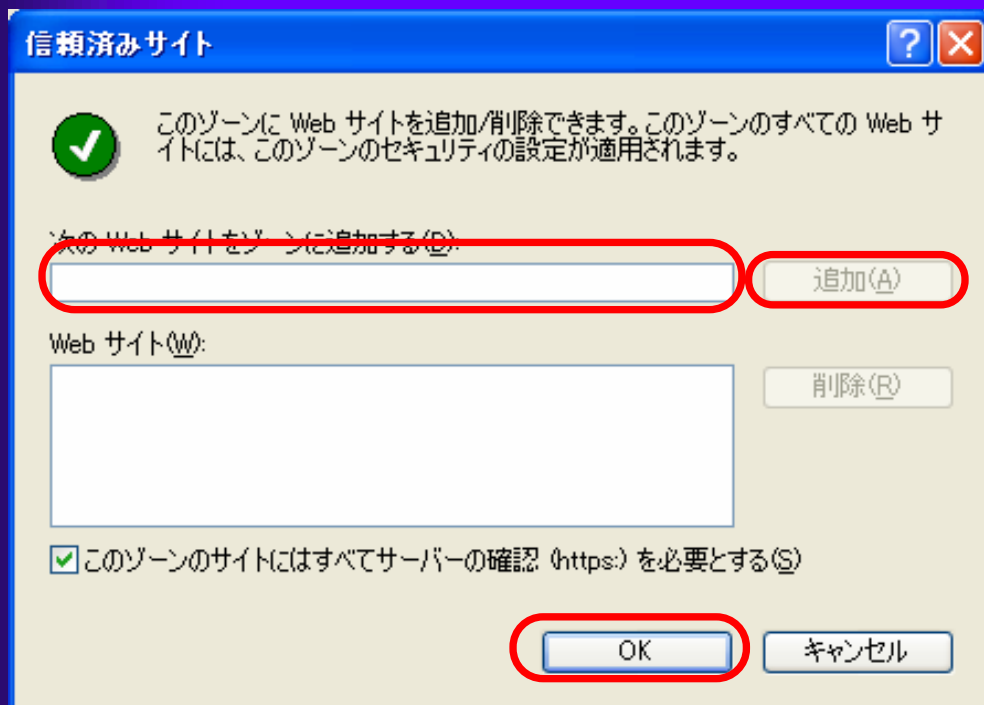 信頼済みサイト
このゾーンに Web サイトを追加/削除できます。このゾーンのすべての Web サ
イトには、このゾーンのセキュリティの設定が適用されます。
次の Web サイトをゾーンに追加する(D):
追加(A)
Web サイト(W):
削除(R)
このゾーンのサイトにはすべてサーバーの確認 (https:) を必要とする(S)
OK
キャンセル